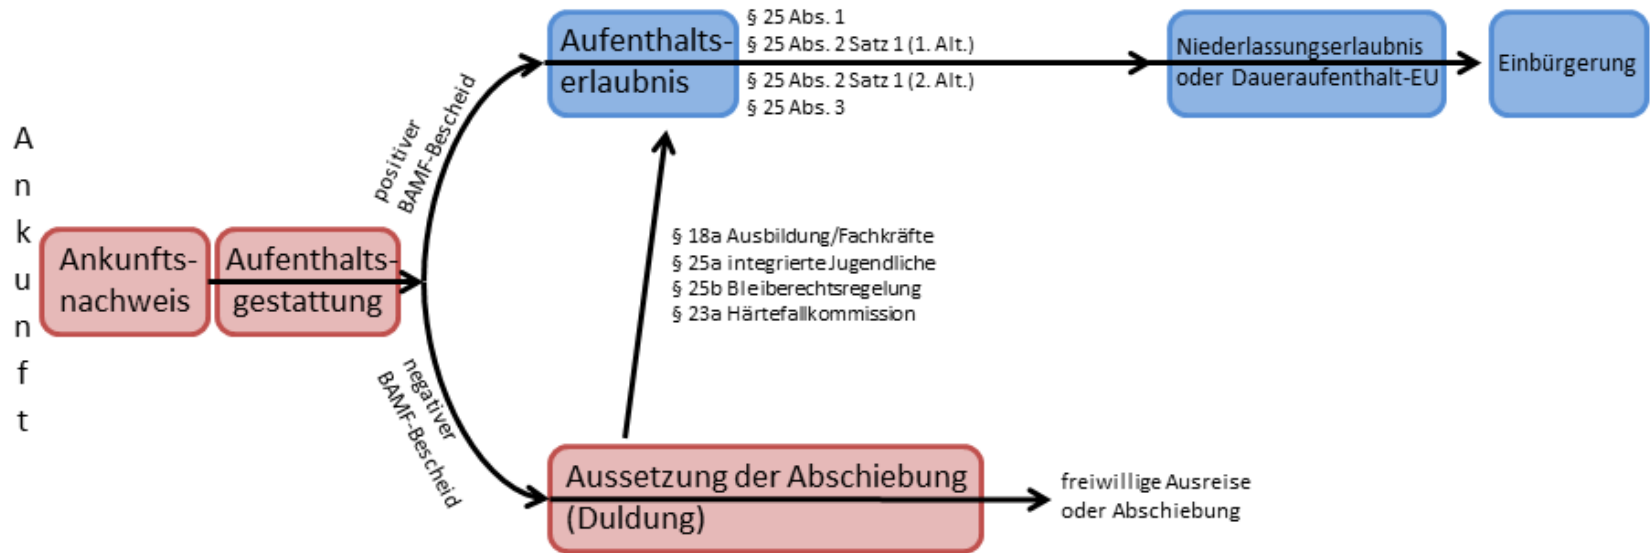 Ankunft
Ankunfts-
nachweis
Aufenthalts-
gestattung
positiver
BAMF-Bescheid
negativer
BAMF-Bescheid
Aufenthalts-
erlaubnis
§ 25 Abs. 1
§ 25 Abs. 2 Satz 1 (1. Alt.)
§ 25 Abs. 2 Satz 1 (2. Alt.)
§ 25 Abs. 3
Niederlassungserlaubnis
oder Daueraufenthalt-EU
Einbürgerung
§ 18a Ausbildung/Fachkräfte
§ 25a integrierte Jugendliche
§ 25b Bleiberechtsregelung
§ 23a Härtefallkommission
Aussetzung der Abschiebung
(Duldung)
freiwillige Ausreise
oder Abschiebung